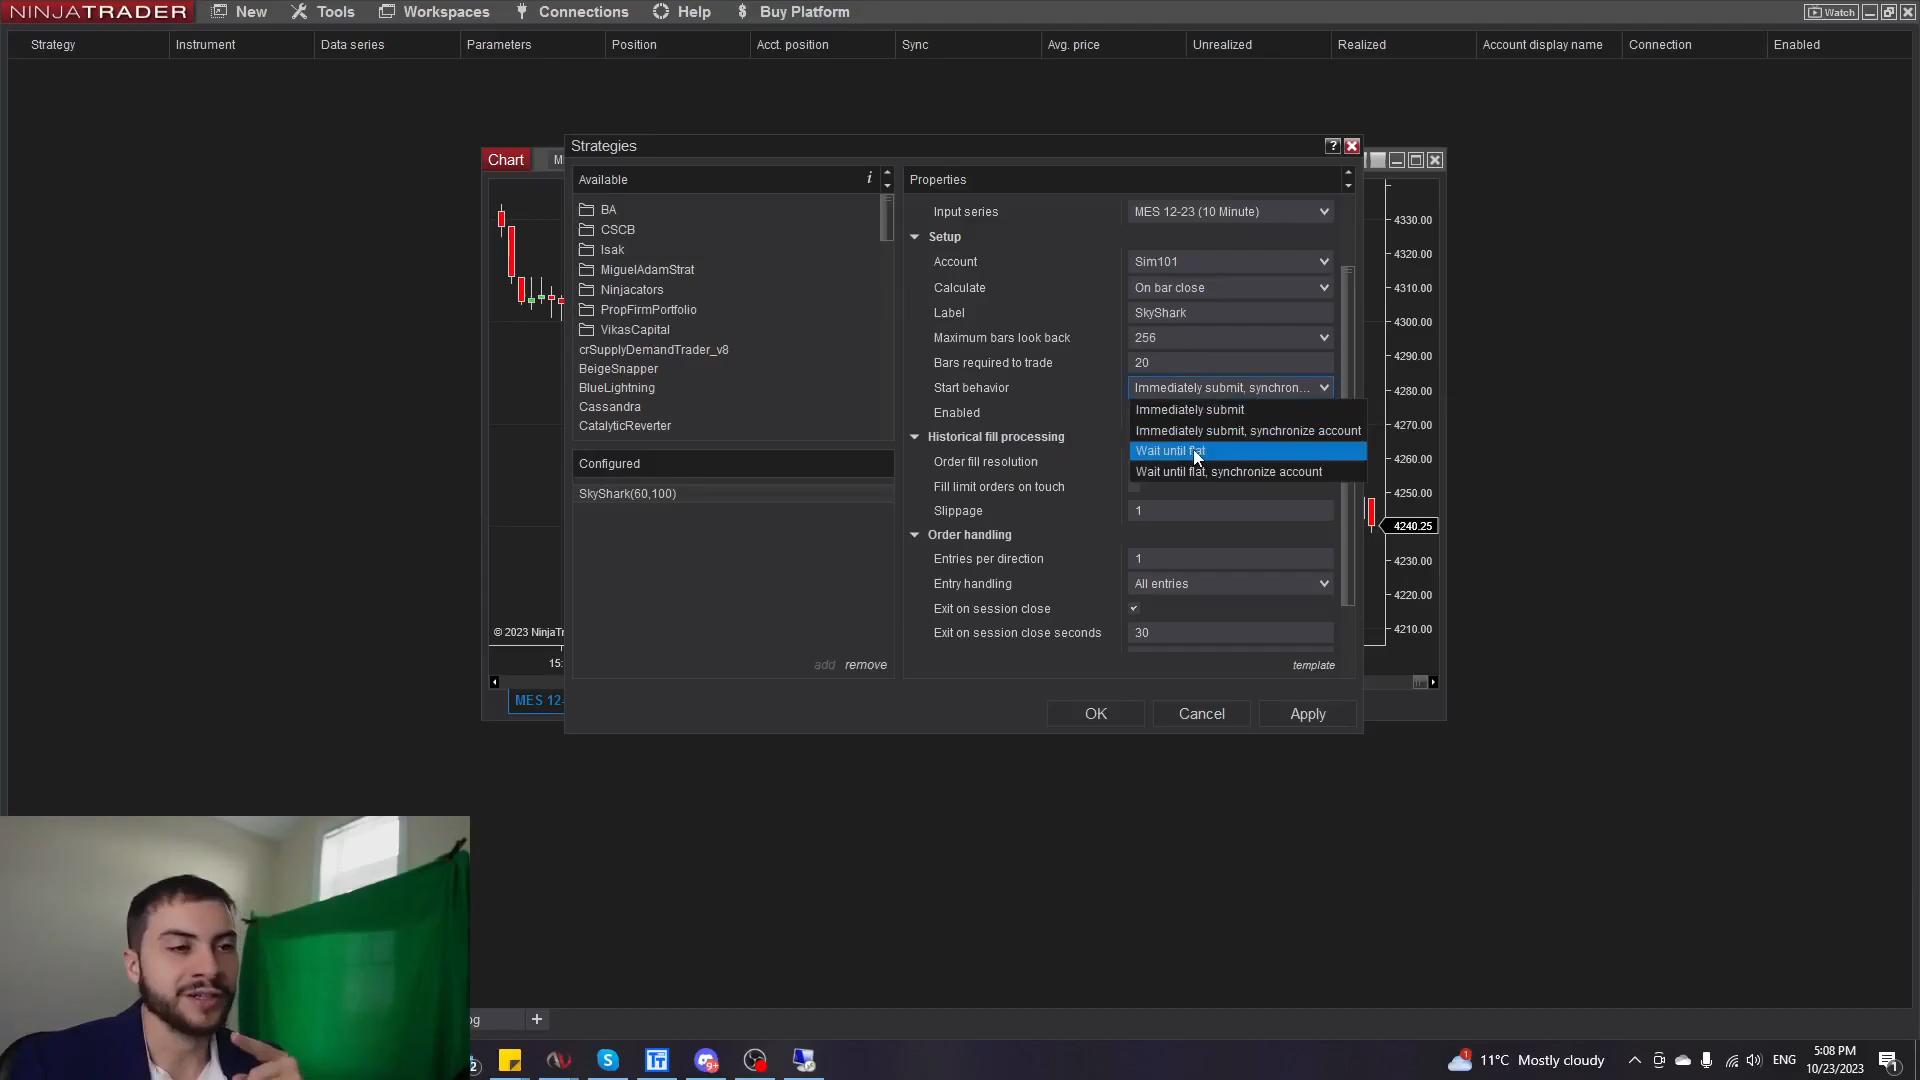 NINJATRADER New Tools Workspaces Connections Help Buy Platform Watch
Strategy Instrument Data series Parameters Position Acct. position Sync Avg. price Unrealized Realized Account display name Connection Enabled
Strategies ?
Chart
Available i
BA
CSCB
Isak
MiguelAdamStrat
Ninjacators
PropFirmPortfolio
VikasCapital
crSupplyDemandTrader_v8
BeigeSnapper
BlueLightning
Cassandra
CatalyticReverter
Configured
SkyShark(60,100)
add remove
Properties
Input series MES 12-23 (10 Minute)
Setup
Account Sim101
Calculate On bar close
Label SkyShark
Maximum bars look back 256
Bars required to trade 20
Start behavior Immediately submit, synchron...
Enabled
Immediately submit
Immediately submit, synchronize account
Wait until flat
Wait until flat, synchronize account
Historical fill processing
Order fill resolution
Fill limit orders on touch
Slippage 1
Order handling
Entries per direction 1
Entry handling All entries
Exit on session close
Exit on session close seconds 30
template
OK Cancel Apply
4330.00
4320.00
4310.00
4300.00
4290.00
4280.00
4270.00
4260.00
4250.00
4240.25
4230.00
4220.00
4210.00
© 2023 NinjaTr
15:
MES 12-
og +
2 9+ 1 11°C Mostly cloudy ENG 5:08 PM
10/23/2023 1